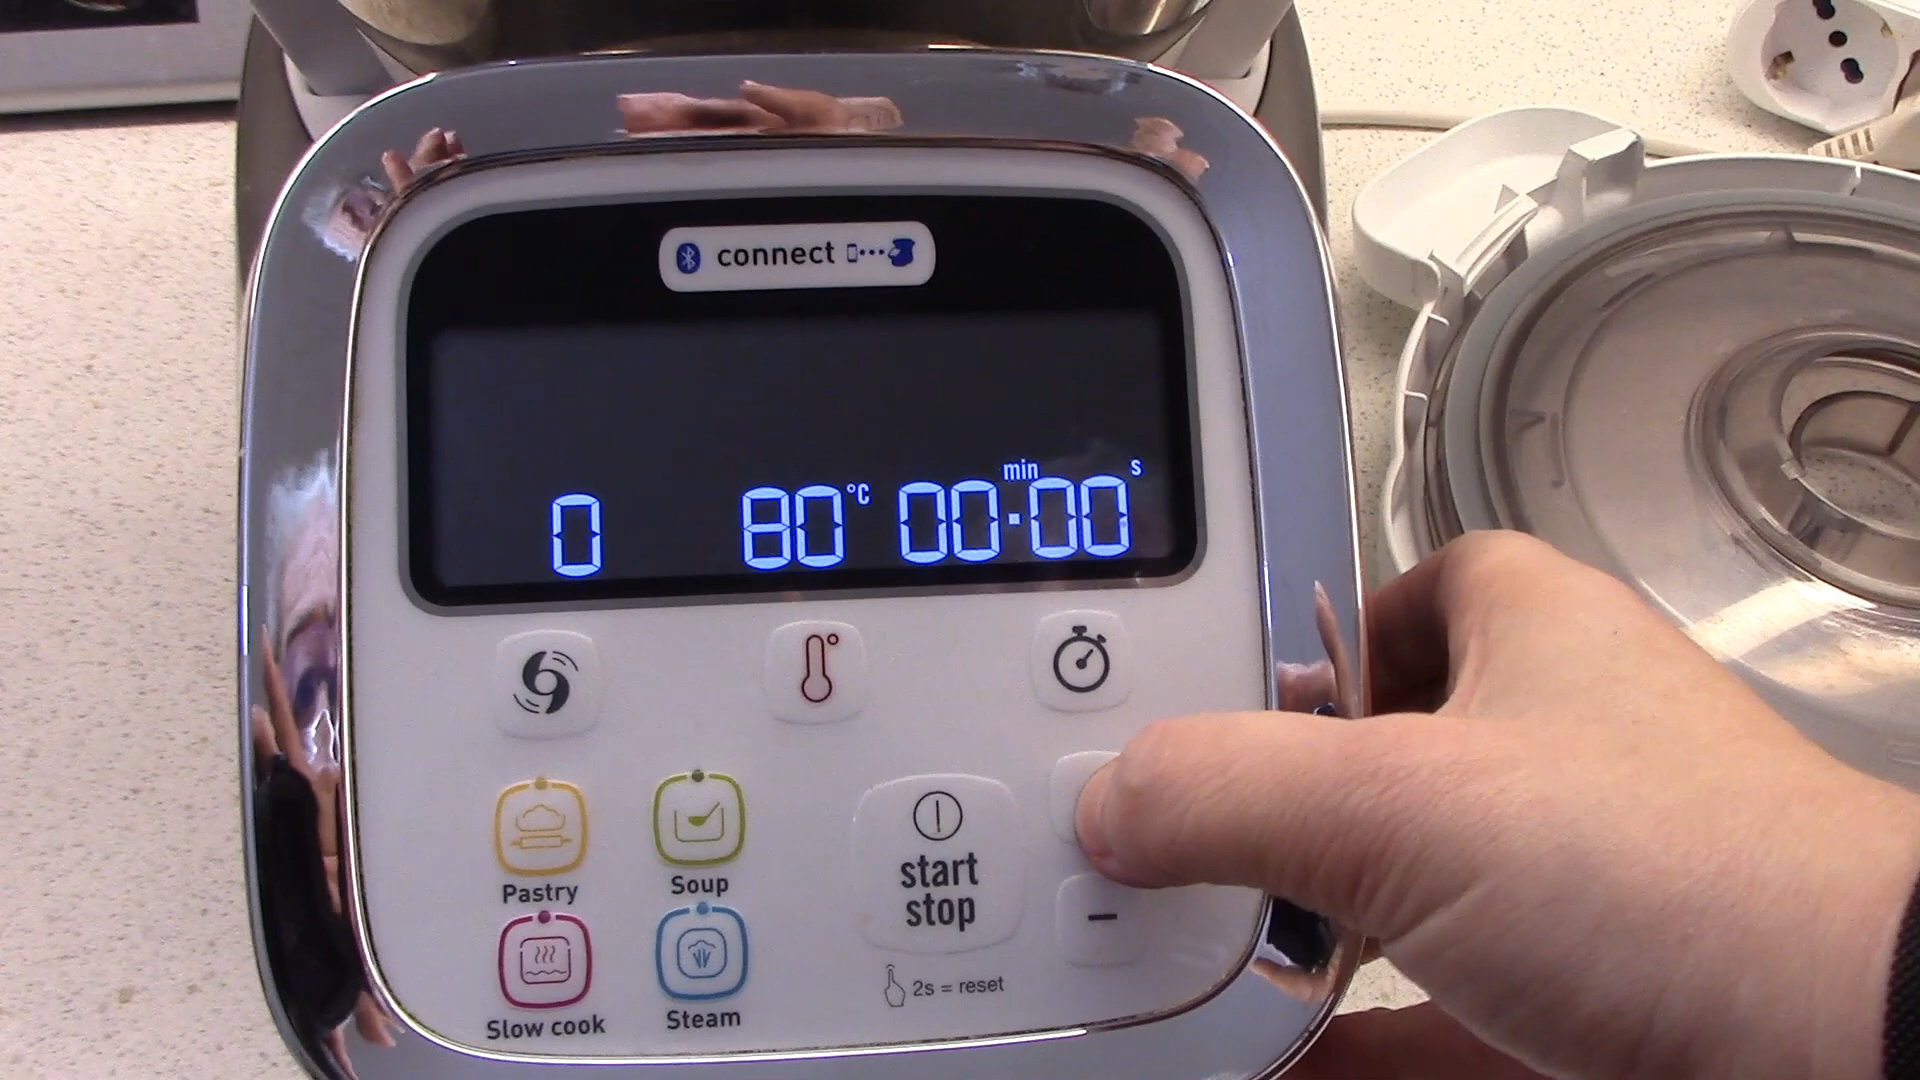 connect
min s
0 80°C 00·00
start
stop
Pastry
Soup
Slow cook
Steam
−
2s = reset